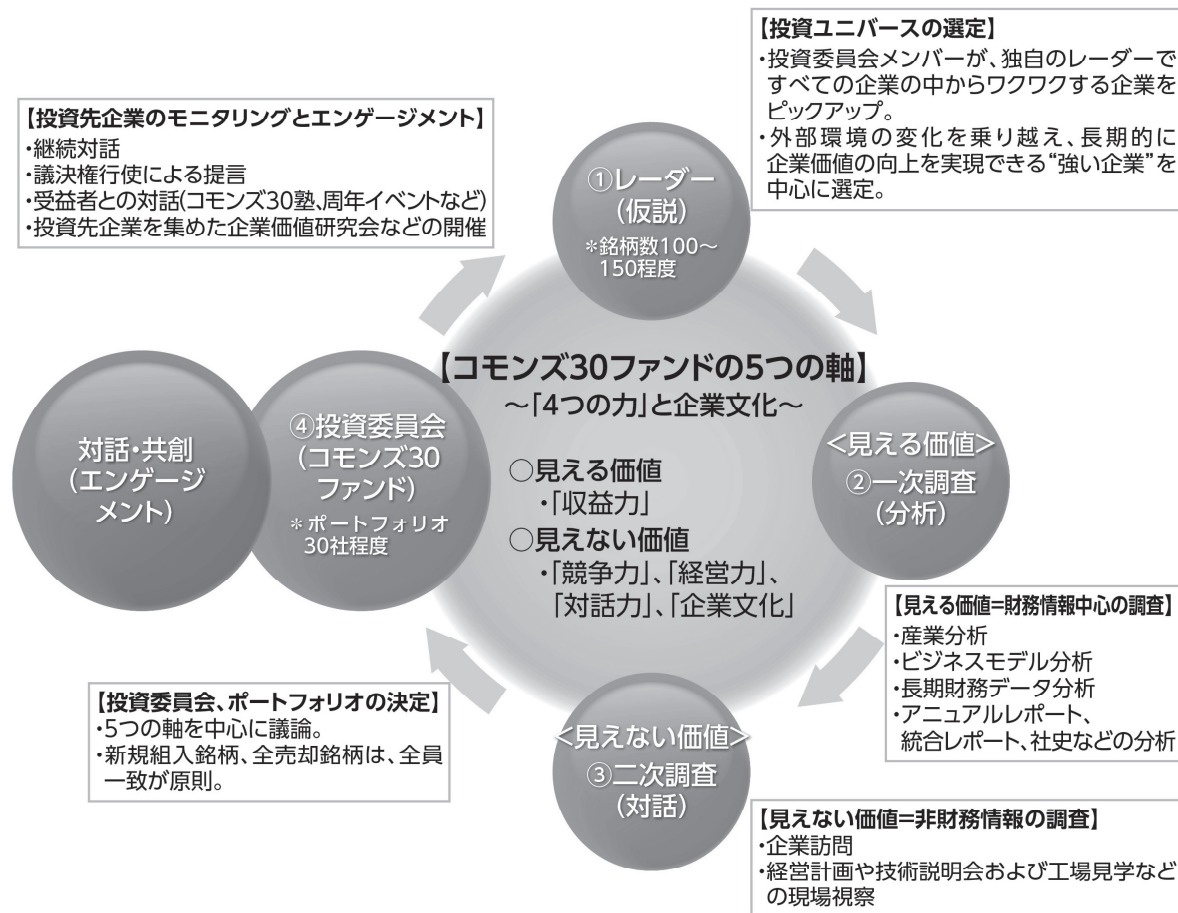 【投資ユニバースの選定】
・投資委員会メンバーが、独自のレーダーで
すべての企業の中からワクワクする企業を
ピックアップ。
・外部環境の変化を乗り越え、長期的に
企業価値の向上を実現できる“強い企業”を
中心に選定。
【投資先企業のモニタリングとエンゲージメント】
・継続対話
・議決権行使による提言
・受益者との対話(コモンズ30塾、周年イベントなど)
・投資先企業を集めた企業価値研究会などの開催
①レーダー
(仮説)
＊銘柄数100～
150程度
【コモンズ30ファンドの5つの軸】
～「4つの力」と企業文化～
○見える価値
・「収益力」
○見えない価値
・「競争力」、「経営力」、
「対話力」、「企業文化」
対話・共創
(エンゲージ
メント)
④投資委員会
(コモンズ30
ファンド)
＊ポートフォリオ
30社程度
<見える価値>
②一次調査
(分析)
【見える価値=財務情報中心の調査】
・産業分析
・ビジネスモデル分析
・長期財務データ分析
・アニュアルレポート、
統合レポート、社史などの分析
【投資委員会、ポートフォリオの決定】
・5つの軸を中心に議論。
・新規組入銘柄、全売却銘柄は、全員
一致が原則。
<見えない価値>
③二次調査
(対話)
【見えない価値=非財務情報の調査】
・企業訪問
・経営計画や技術説明会および工場見学など
の現場視察